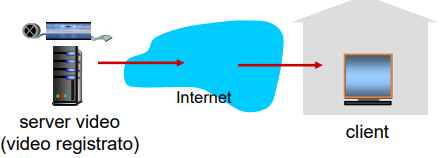 Internet
server video
(video registrato)
client